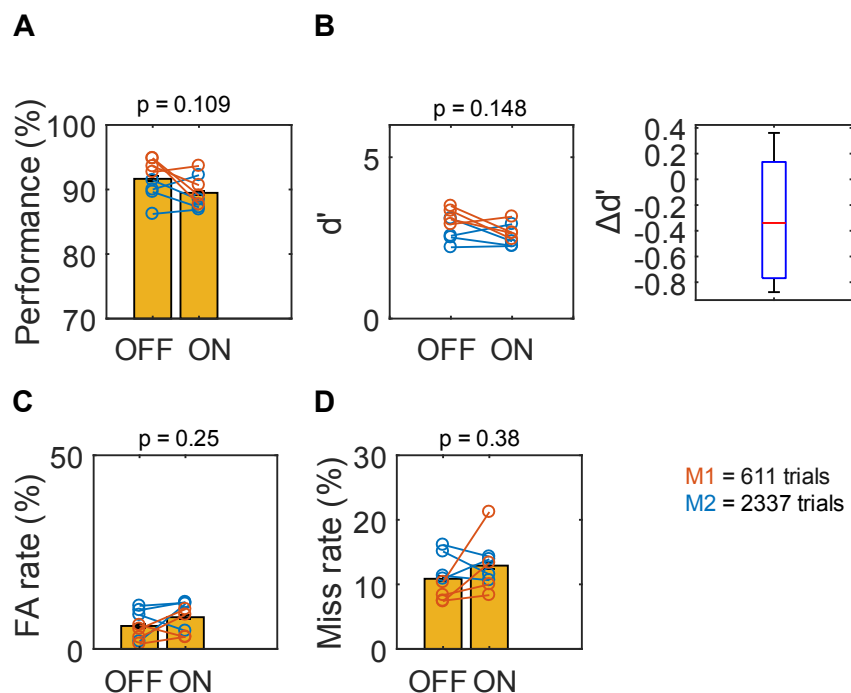 A
B
p = 0.109
p = 0.148
Performance (%)
100
90
80
70
OFF ON
d'
5
0
OFF ON
Δd'
0.4
0.2
0
-0.2
-0.4
-0.6
-0.8
C
D
p = 0.25
p = 0.38
FA rate (%)
50
0
OFF ON
Miss rate (%)
30
20
10
0
OFF ON
M1 = 611 trials
M2 = 2337 trials